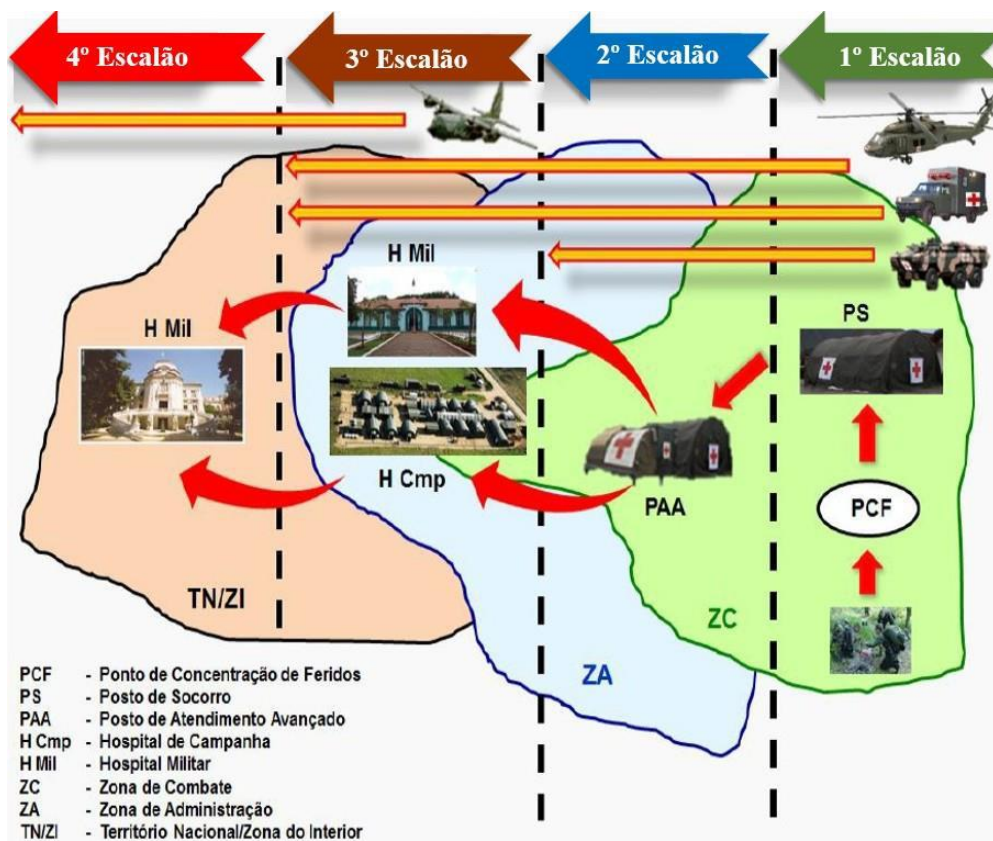 4º Escalão
3º Escalão
2º Escalão
1º Escalão
H Mil
H Mil
PS
H Cmp
PAA
PCF
TN/ZI
ZC
ZA
PCF - Ponto de Concentração de Feridos
PS - Posto de Socorro
PAA - Posto de Atendimento Avançado
H Cmp - Hospital de Campanha
H Mil - Hospital Militar
ZC - Zona de Combate
ZA - Zona de Administração
TN/ZI - Território Nacional/Zona do Interior